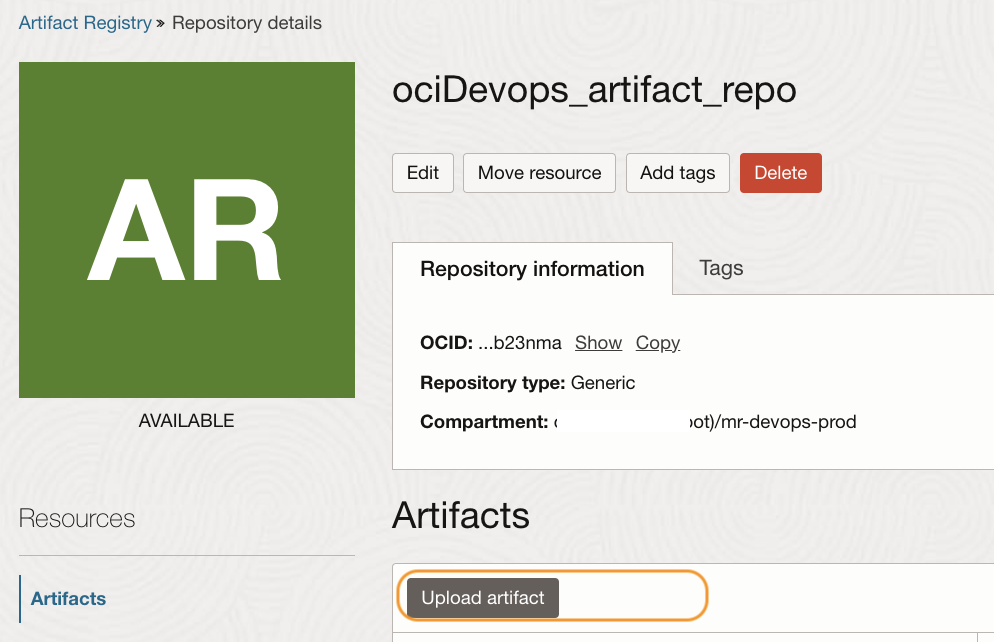 Artifact Registry » Repository details
AR
AVAILABLE
ociDevops_artifact_repo
Edit Move resource Add tags Delete
Repository information Tags
OCID: ...b23nma Show Copy
Repository type: Generic
Compartment: oot)/mr-devops-prod
Resources
Artifacts
Artifacts
Upload artifact